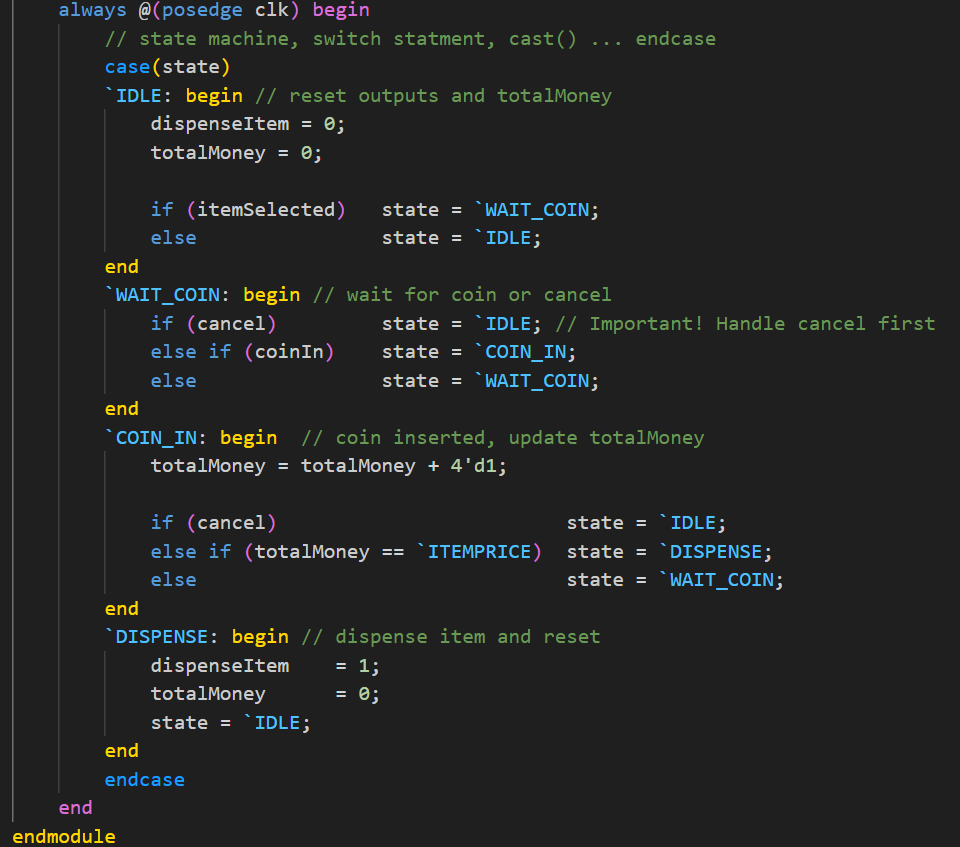 always @(posedge clk) begin
// state machine, switch statment, cast() ... endcase
case(state)
`IDLE: begin // reset outputs and totalMoney
dispenseItem = 0;
totalMoney = 0;
if (itemSelected)   state = `WAIT_COIN;
else                state = `IDLE;
end
`WAIT_COIN: begin // wait for coin or cancel
if (cancel)         state = `IDLE; // Important! Handle cancel first
else if (coinIn)    state = `COIN_IN;
else                state = `WAIT_COIN;
end
`COIN_IN: begin  // coin inserted, update totalMoney
totalMoney = totalMoney + 4'd1;
if (cancel)                         state = `IDLE;
else if (totalMoney == `ITEMPRICE)  state = `DISPENSE;
else                                state = `WAIT_COIN;
end
`DISPENSE: begin // dispense item and reset
dispenseItem    = 1;
totalMoney      = 0;
state = `IDLE;
end
endcase
end
endmodule